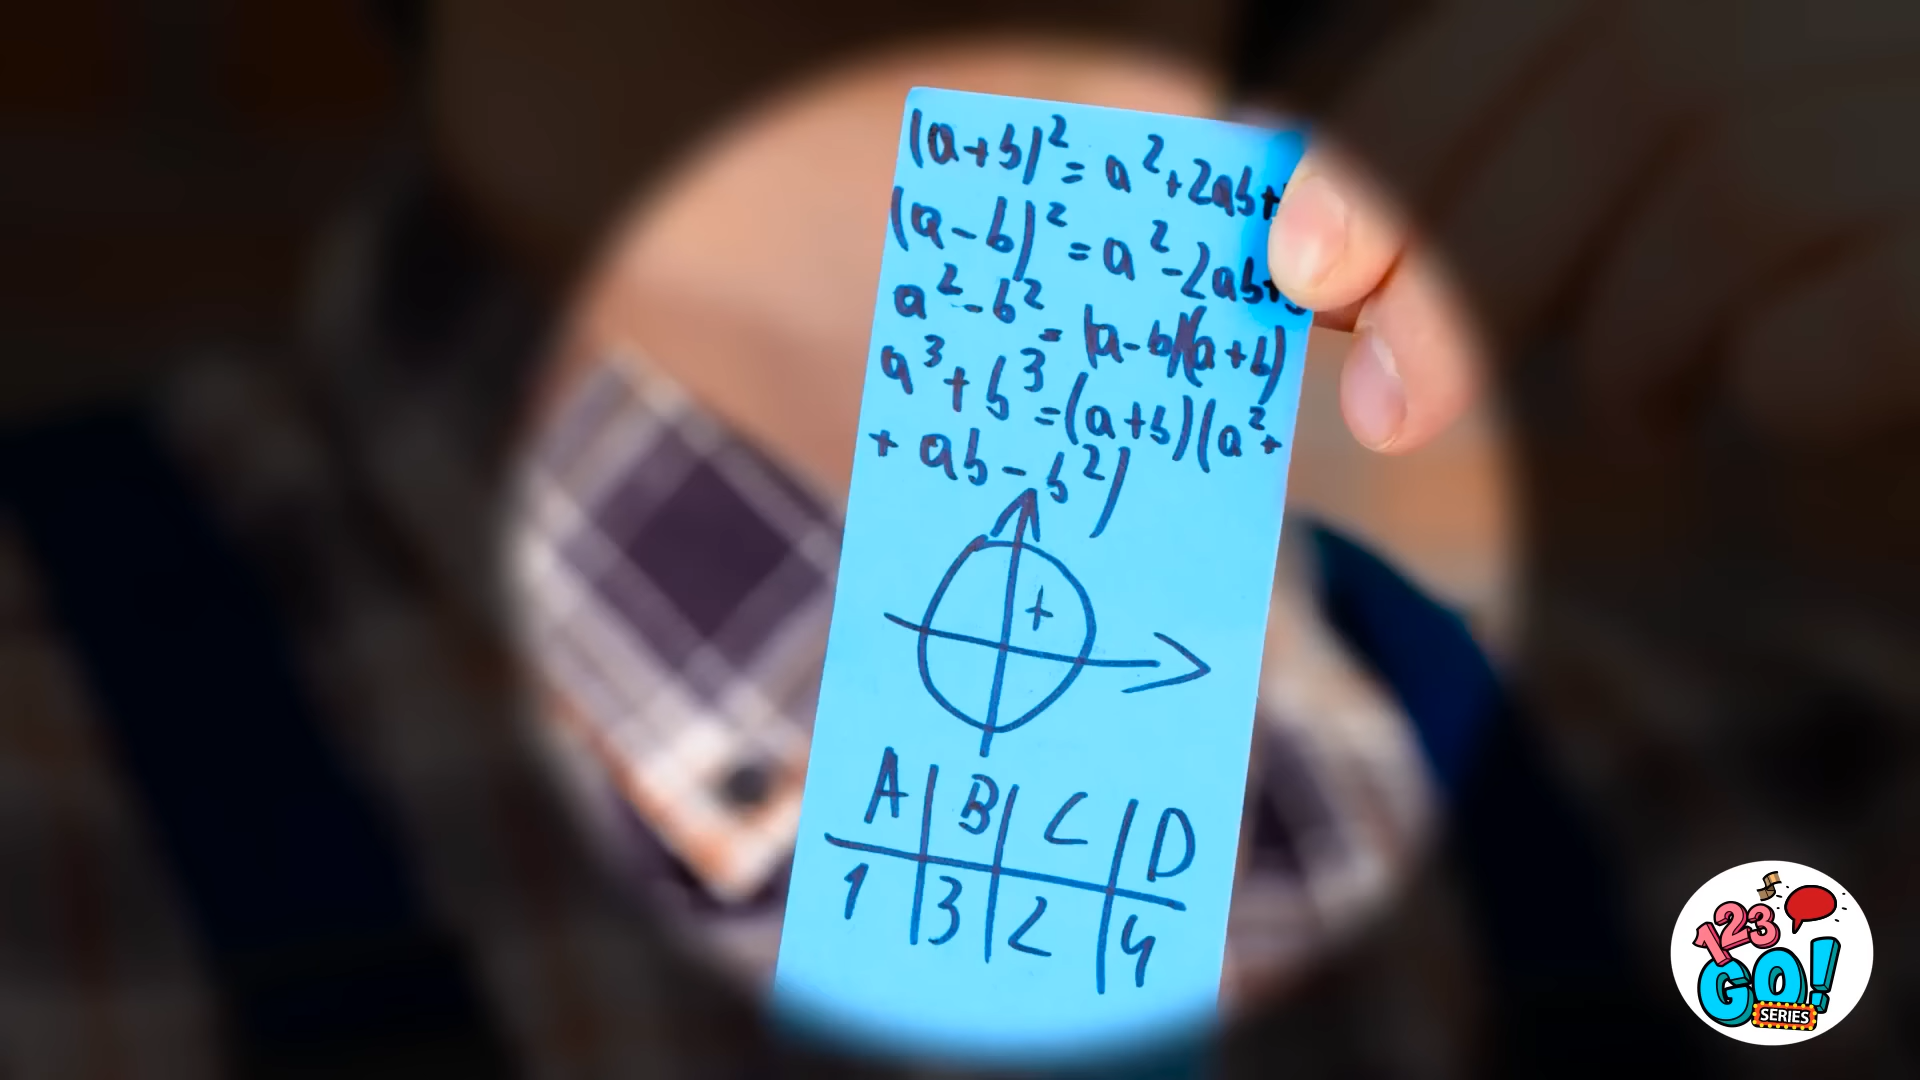 (a+b)² = a²+2ab+
(a-b)² = a²-2ab+
a²-b² = (a-b)(a+b)
a³+b³=(a+b)(a²+
+ ab-b²)
+
A B C D
1 3 2 4
123
GO!
SERIES